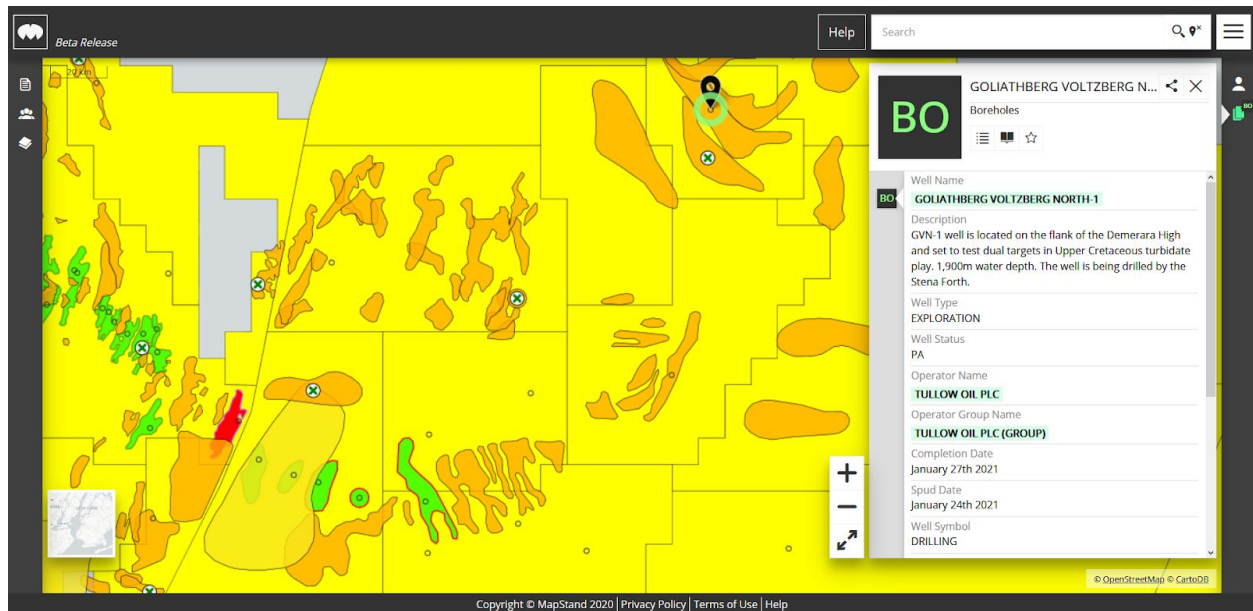 Beta Release
Help
Search
20 km
BO
GOLIATHBERG VOLTZBERG N...
Boreholes
BO
BO
Well Name
GOLIATHBERG VOLTZBERG NORTH-1
Description
GVN-1 well is located on the flank of the Demerara High
and set to test dual targets in Upper Cretaceous turbidate
play. 1,900m water depth. The well is being drilled by the
Stena Forth.
Well Type
EXPLORATION
Well Status
PA
Operator Name
TULLOW OIL PLC
Operator Group Name
TULLOW OIL PLC (GROUP)
Completion Date
January 27th 2021
Spud Date
January 24th 2021
Well Symbol
DRILLING
© OpenStreetMap © CartoDB
Copyright © MapStand 2020 | Privacy Policy | Terms of Use | Help